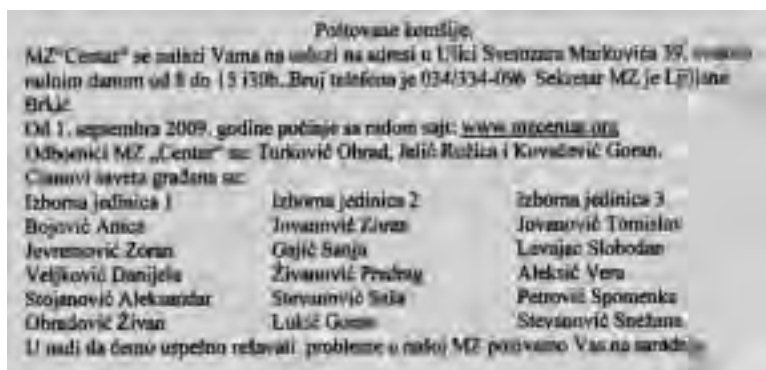 Poštovane komšije,
MZ"Centar" se nalazi Vama na usluzi na adresi u Ulici Svetozara Markovića 39, svakim
radnim danom od 8 do 15 i30h. Broj telefona je 034/334-096 Sekretar MZ je Ljiljana
Brkić
Od 1. septembra 2009. godine počinje sa radom sajt: www.mzcentar.org
Odbornici MZ „Centar" su: Turković Obrad, Jelić Ružica i Kovačević Goran.
Članovi saveta građana su:
Izborna jedinica 1 Izborna jedinica 2 Izborna jedinica 3
Bojović Anica Jovanović Zoran Jovanović Tomislav
Jevremović Zoran Gajić Sanja Levajac Slobodan
Veljković Danijela Živanović Predrag Aleksić Vera
Stojanović Aleksandar Stevanović Saša Petrović Spomenka
Obradović Živan Lukić Goran Stevanović Snežana
U nadi da ćemo uspešno rešavati probleme u našoj MZ pozivamo Vas na saradnju